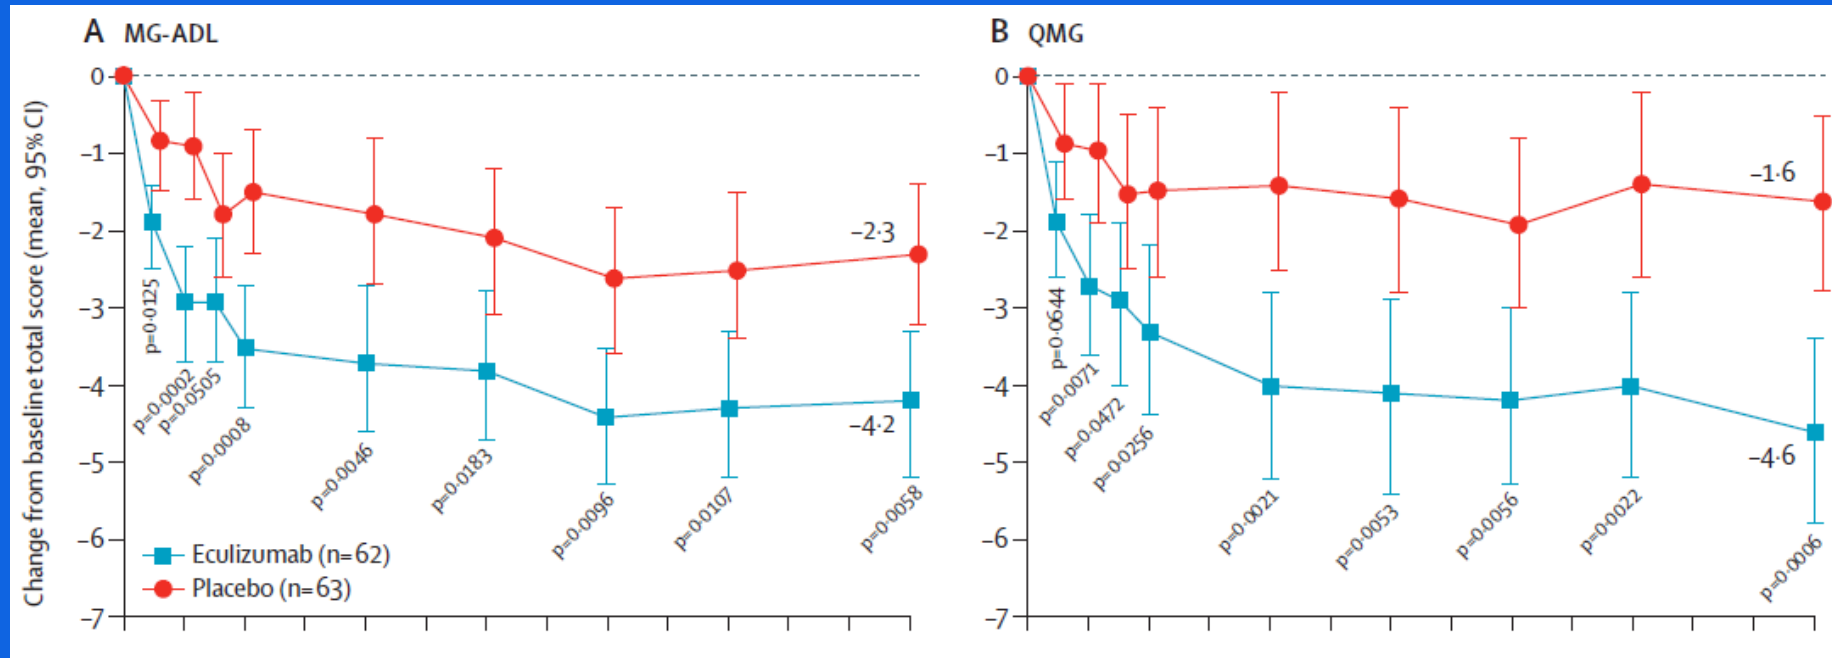 A MG-ADL
Change from baseline total score (mean, 95% CI)
0
–1
–2
–3
–4
–5
–6
–7
–2·3
–4·2
p=0·0125
p=0·0002
p=0·0505
p=0·0008
p=0·0046
p=0·0183
p=0·0096
p=0·0107
p=0·0058
Eculizumab (n=62)
Placebo (n=63)
B QMG
0
–1
–2
–3
–4
–5
–6
–7
–1·6
–4·6
p=0·0644
p=0·0071
p=0·0472
p=0·0256
p=0·0021
p=0·0053
p=0·0056
p=0·0022
p=0·0006